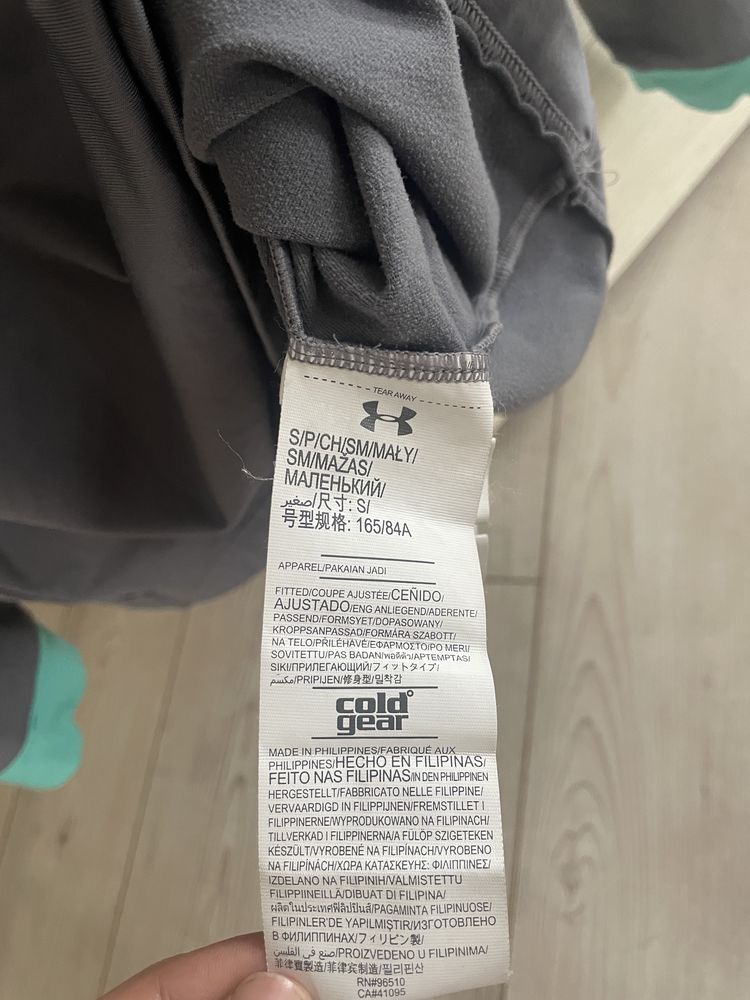 TEAR AWAY
S/P/CH/SM/MAŁY/
SM/MAŽAS/
МАЛЕНЬКИЙ/
صغير/尺寸: S/
号型规格: 165/84A
APPAREL/PAKAIAN JADI
FITTED/COUPE AJUSTÉE/CEÑIDO/
AJUSTADO/ENG ANLIEGEND/ADERENTE/
PASSEND/FORMSYET/DOPASOWANY/
KROPPSANPASSAD/FORMÁRA SZABOTT/
NA TELO/PŘILÉHAVÉ/ΕΦΑΡΜΟΣΤΟ/PO MERI/
SOVITETTU/PAS BADAN/พอดีตัว/APTEMPTAS/
SIKI/ПРИЛЕГАЮЩИЙ/フィットタイプ/
مكسم/PRIPIJEN/修身型/밀착감
cold
gear
MADE IN PHILIPPINES/FABRIQUÉ AUX
PHILIPPINES/HECHO EN FILIPINAS/
FEITO NAS FILIPINAS/IN DEN PHILIPPINEN
HERGESTELLT/FABBRICATO NELLE FILIPPINE/
VERVAARDIGD IN FILIPPIJNEN/FREMSTILLET I
FILIPPINERNE/WYPRODUKOWANO NA FILIPINACH/
TILLVERKAD I FILIPPINERNA/A FÜLÖP SZIGETEKEN
KÉSZÜLT/VYROBENÉ NA FILIPÍNACH/VYROBENO
NA FILIPÍNÁCH/ΧΩΡΑ ΚΑΤΑΣΚΕΥΗΣ: ΦΙΛΙΠΠΙΝΕΣ/
IZDELANO NA FILIPINIH/VALMISTETTU
FILIPPIINEILLÄ/DIBUAT DI FILIPINA/
ผลิตในประเทศฟิลิปปินส์/PAGAMINTA FILIPINUOSE/
FILIPINLER'DE YAPILMIŞTIR/ИЗГОТОВЛЕНО
В ФИЛИППИНАХ/フィリピン製/
صنع في الفلبين/PROIZVEDENO U FILIPINIMA/
菲律賓製造/菲律宾制造/필리핀산
RN#96510
CA#41095